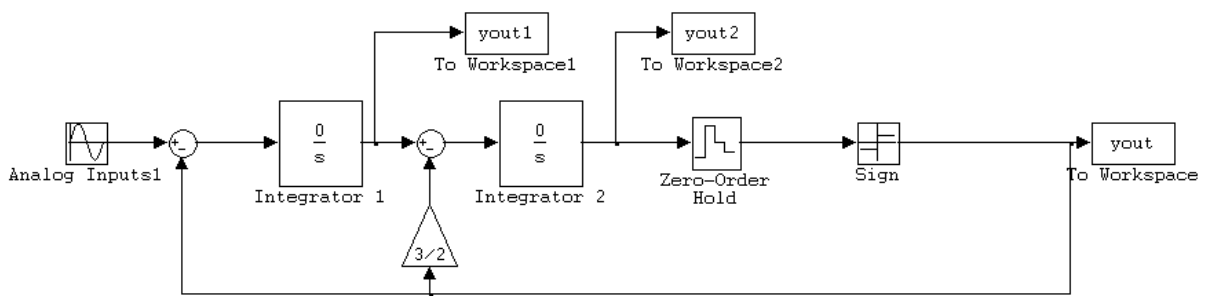 yout1
To Workspace1
yout2
To Workspace2
+
-
Analog Inputs1
0
s
Integrator 1
+
-
0
s
Integrator 2
Zero-Order
Hold
Sign
yout
To Workspace
3/2